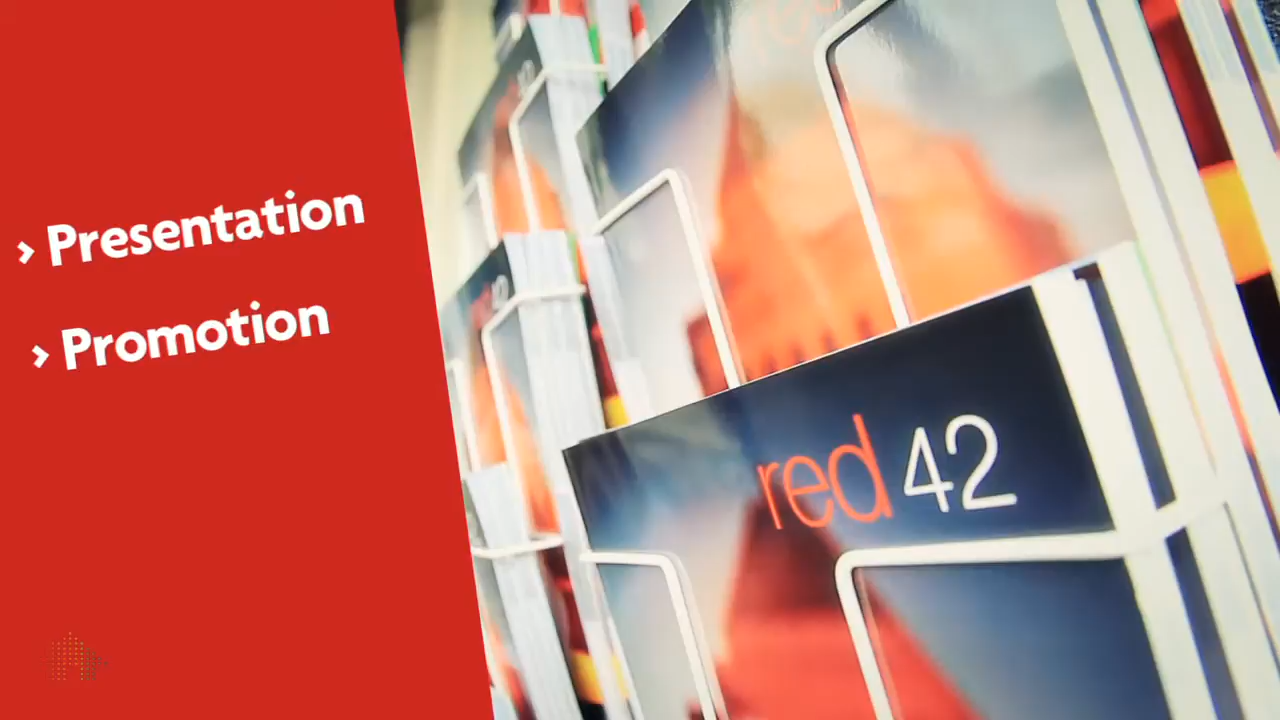 › Presentation
› Promotion
red 42